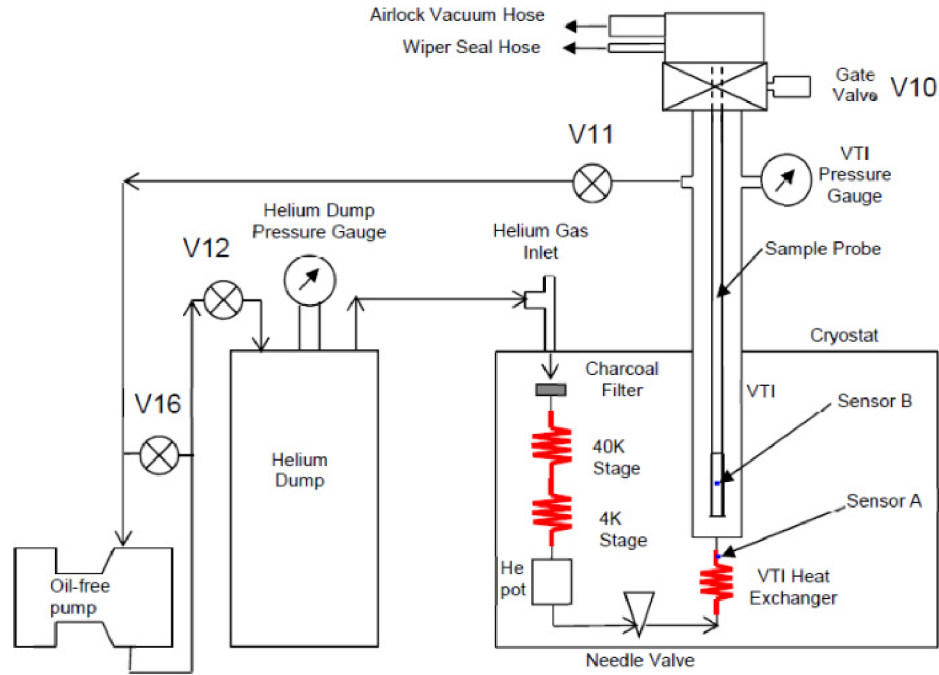 Airlock Vacuum Hose
Wiper Seal Hose
Gate
Valve
V10
V11
VTI
Pressure
Gauge
Helium Dump
Pressure Gauge
Helium Gas
Inlet
V12
Sample Probe
Cryostat
Charcoal
Filter
VTI
Sensor B
V16
40K
Stage
Helium
Dump
4K
Stage
Sensor A
Oil-free
pump
He
pot
VTI Heat
Exchanger
Needle Valve